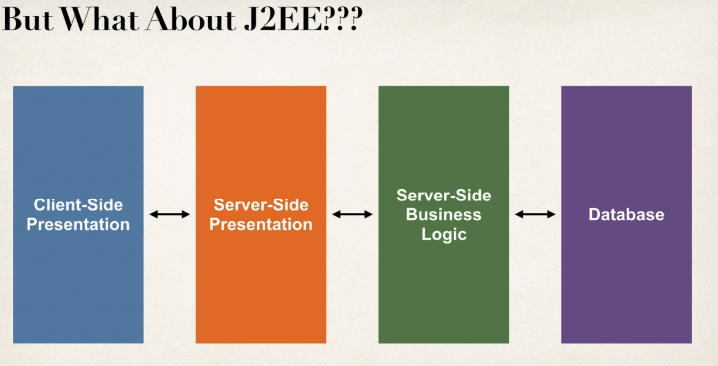 But What About J2EE???
Client-Side
Presentation
Server-Side
Presentation
Server-Side
Business
Logic
Database